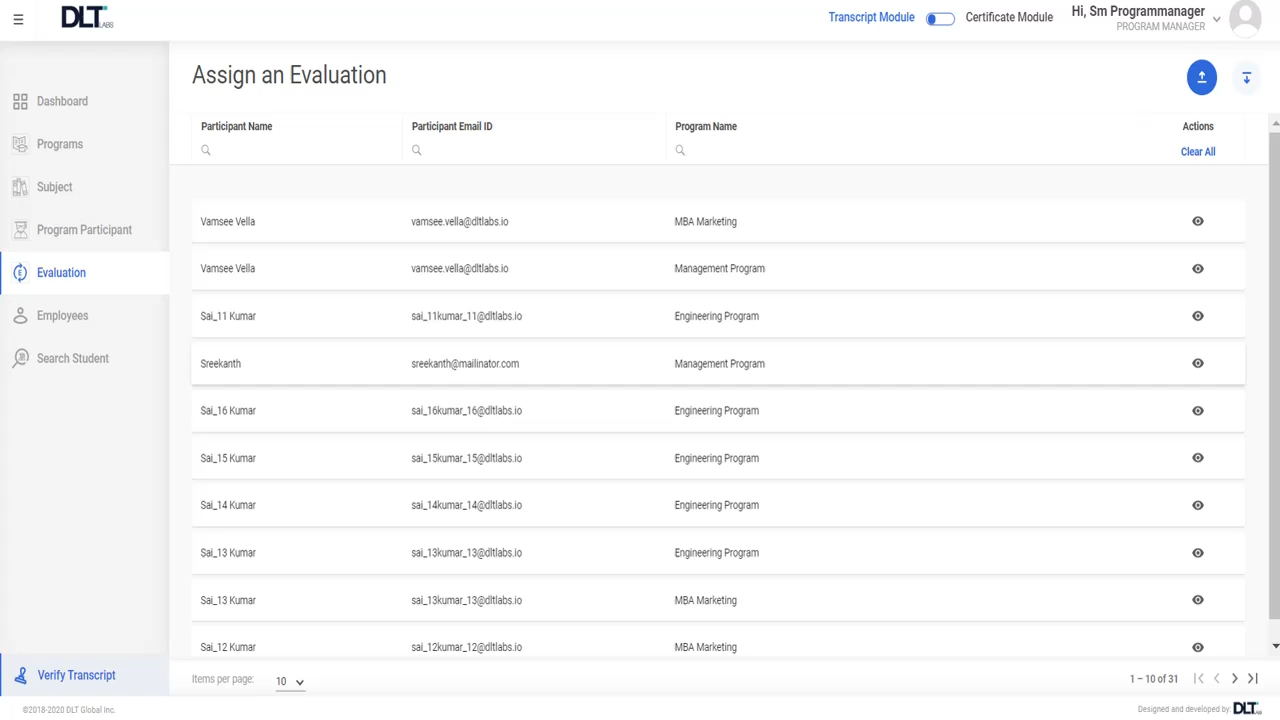 DLT LABS
Transcript Module Certificate Module
Hi, Sm Programmanager
PROGRAM MANAGER
Dashboard
Programs
Subject
Program Participant
Evaluation
Employees
Search Student
Verify Transcript
Assign an Evaluation
Participant Name Participant Email ID Program Name Actions
Clear All
Vamsee Vella vamsee.vella@dltlabs.io MBA Marketing
Vamsee Vella vamsee.vella@dltlabs.io Management Program
Sai_11 Kumar sai_11kumar_11@dltlabs.io Engineering Program
Sreekanth sreekanth@mailinator.com Management Program
Sai_16 Kumar sai_16kumar_16@dltlabs.io Engineering Program
Sai_15 Kumar sai_15kumar_15@dltlabs.io Engineering Program
Sai_14 Kumar sai_14kumar_14@dltlabs.io Engineering Program
Sai_13 Kumar sai_13kumar_13@dltlabs.io Engineering Program
Sai_13 Kumar sai_13kumar_13@dltlabs.io MBA Marketing
Sai_12 Kumar sai_12kumar_12@dltlabs.io MBA Marketing
Items per page: 10 1 – 10 of 31
©2018-2020 DLT Global Inc. Designed and developed by: DLT LABS